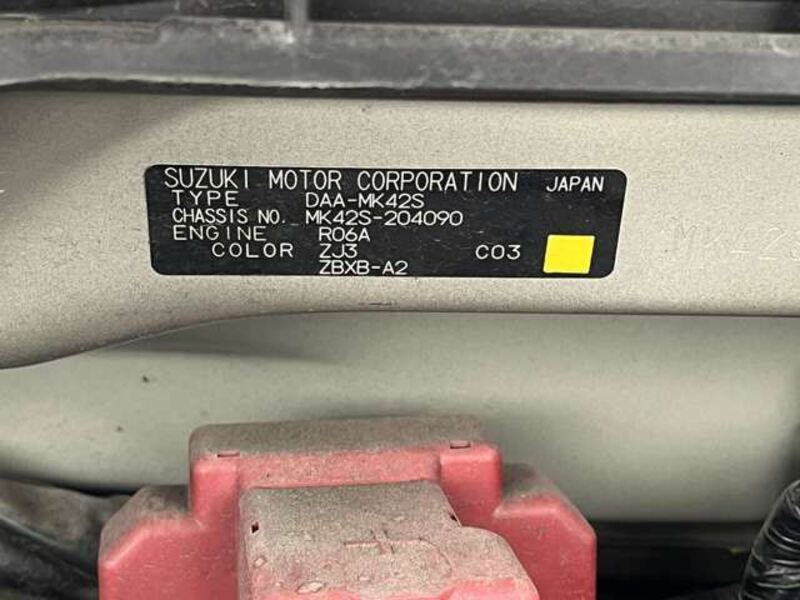 SUZUKI MOTOR CORPORATION JAPAN
TYPE DAA-MK42S
CHASSIS NO. MK42S-204090
ENGINE R06A
COLOR ZJ3 C03
ZBXB-A2